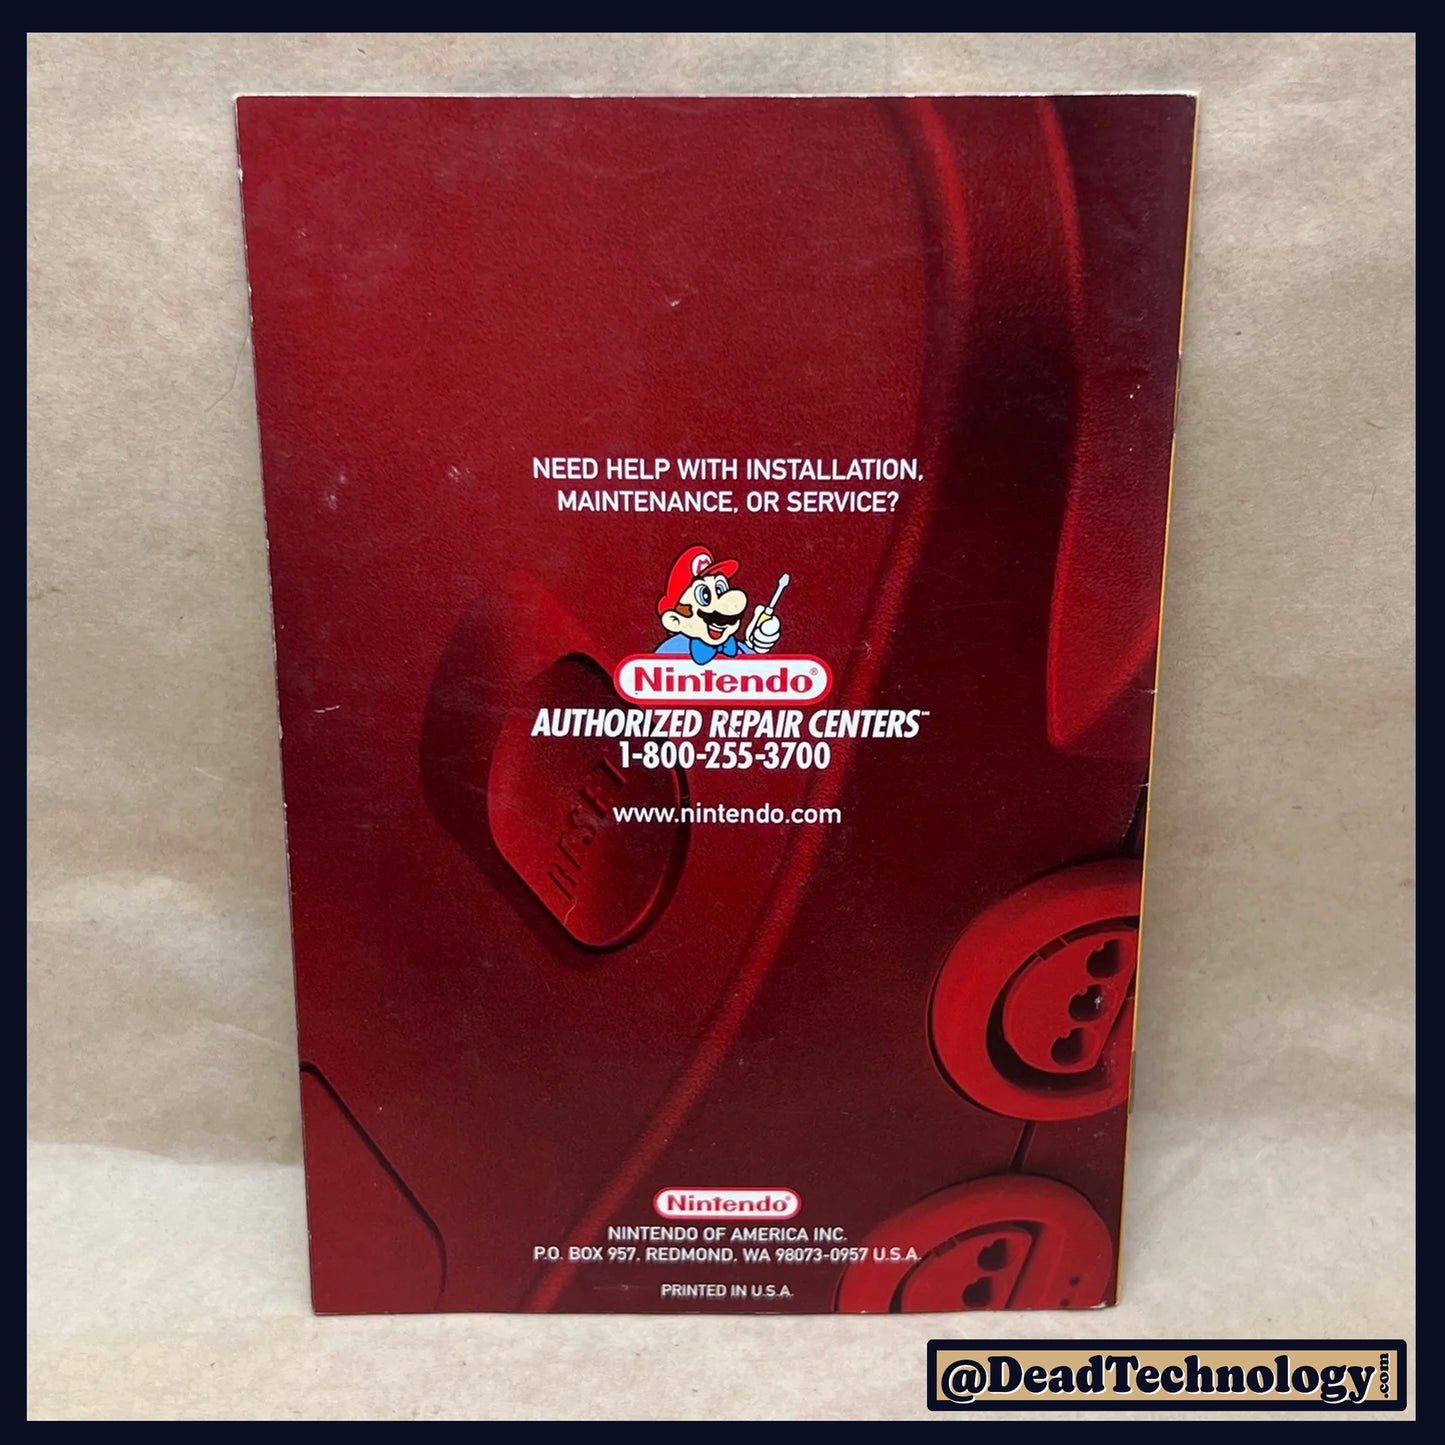 NEED HELP WITH INSTALLATION,
MAINTENANCE, OR SERVICE?
M
Nintendo®
AUTHORIZED REPAIR CENTERS℠
1-800-255-3700
RESET
www.nintendo.com
Nintendo®
NINTENDO OF AMERICA INC.
P.O. BOX 957, REDMOND, WA 98073-0957 U.S.A.
PRINTED IN U.S.A.
@DeadTechnology.com